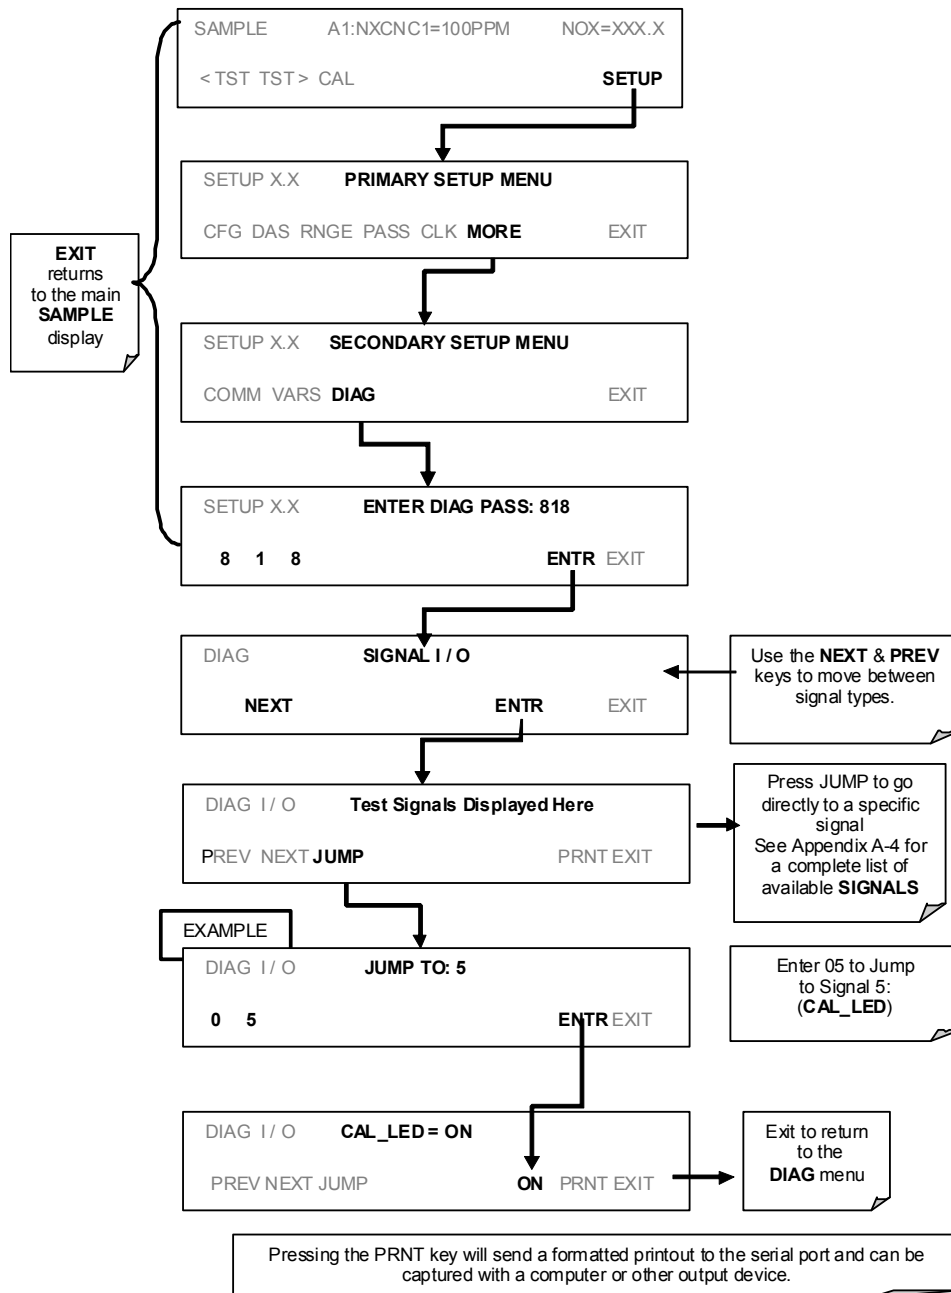 SAMPLE A1:NXCNC1=100PPM NOX=XXX.X
< TST TST > CAL SETUP
SETUP X.X PRIMARY SETUP MENU
CFG DAS RNGE PASS CLK MORE EXIT
EXIT
returns
to the main
SAMPLE
display
SETUP X.X SECONDARY SETUP MENU
COMM VARS DIAG EXIT
SETUP X.X ENTER DIAG PASS: 818
8 1 8 ENTR EXIT
DIAG SIGNAL I / O
NEXT ENTR EXIT
Use the NEXT & PREV
keys to move between
signal types.
DIAG I / O Test Signals Displayed Here
PREV NEXT JUMP PRNT EXIT
Press JUMP to go
directly to a specific
signal
See Appendix A-4 for
a complete list of
available SIGNALS
EXAMPLE
DIAG I / O JUMP TO: 5
0 5 ENTR EXIT
Enter 05 to Jump
to Signal 5:
(CAL_LED)
DIAG I / O CAL_LED = ON
PREV NEXT JUMP ON PRNT EXIT
Exit to return
to the
DIAG menu
Pressing the PRNT key will send a formatted printout to the serial port and can be
captured with a computer or other output device.